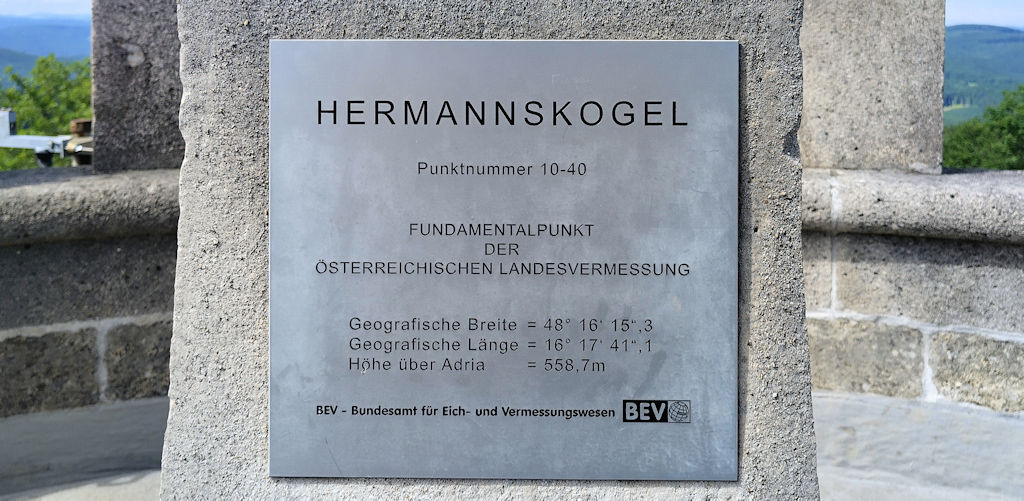 HERMANNSKOGEL
Punktnummer 10-40
FUNDAMENTALPUNKT
DER
ÖSTERREICHISCHEN LANDESVERMESSUNG
Geografische Breite = 48° 16' 15",3
Geografische Länge = 16° 17' 41",1
Höhe über Adria = 558,7m
BEV - Bundesamt für Eich- und Vermessungswesen BEV